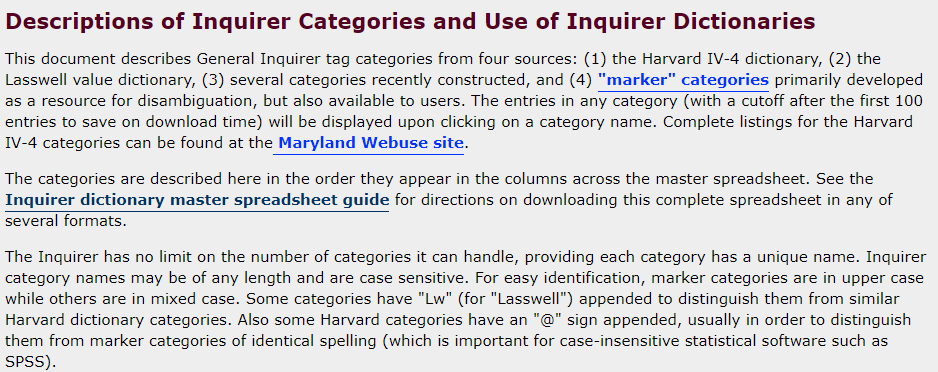 Descriptions of Inquirer Categories and Use of Inquirer Dictionaries
This document describes General Inquirer tag categories from four sources: (1) the Harvard IV-4 dictionary, (2) the
Lasswell value dictionary, (3) several categories recently constructed, and (4) "marker" categories primarily developed
as a resource for disambiguation, but also available to users. The entries in any category (with a cutoff after the first 100
entries to save on download time) will be displayed upon clicking on a category name. Complete listings for the Harvard
IV-4 categories can be found at the Maryland Webuse site.
The categories are described here in the order they appear in the columns across the master spreadsheet. See the
Inquirer dictionary master spreadsheet guide for directions on downloading this complete spreadsheet in any of
several formats.
The Inquirer has no limit on the number of categories it can handle, providing each category has a unique name. Inquirer
category names may be of any length and are case sensitive. For easy identification, marker categories are in upper case
while others are in mixed case. Some categories have "Lw" (for "Lasswell") appended to distinguish them from similar
Harvard dictionary categories. Also some Harvard categories have an "@" sign appended, usually in order to distinguish
them from marker categories of identical spelling (which is important for case-insensitive statistical software such as
SPSS).